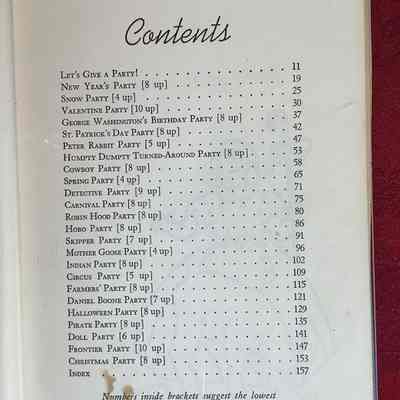 Contents
Let's Give a Party! . . . . . . . . . . . . . 11
New Year's Party [8 up] . . . . . . . . . . . 19
Snow Party [4 up] . . . . . . . . . . . . . 25
Valentine Party [10 up] . . . . . . . . . . . 30
George Washington's Birthday Party [8 up] . . . . . 37
St. Patrick's Day Party [8 up] . . . . . . . . . 42
Peter Rabbit Party [5 up] . . . . . . . . . . 47
Humpty Dumpty Turned-Around Party [8 up] . . . . 53
Cowboy Party [8 up] . . . . . . . . . . . . 58
Spring Party [4 up] . . . . . . . . . . . . 65
Detective Party [9 up] . . . . . . . . . . . 71
Carnival Party [8 up] . . . . . . . . . . . 75
Robin Hood Party [8 up] . . . . . . . . . . 80
Hobo Party [8 up] . . . . . . . . . . . . . 86
Skipper Party [7 up] . . . . . . . . . . . . 91
Mother Goose Party [4 up] . . . . . . . . . . 96
Indian Party [8 up] . . . . . . . . . . . . 102
Circus Party [5 up] . . . . . . . . . . . . 109
Farmers' Party [8 up] . . . . . . . . . . . 115
Daniel Boone Party [7 up] . . . . . . . . . . 121
Halloween Party [8 up] . . . . . . . . . . . 129
Pirate Party [8 up] . . . . . . . . . . . . 135
Doll Party [6 up] . . . . . . . . . . . . . 141
Frontier Party [10 up] . . . . . . . . . . . 147
Christmas Party [8 up] . . . . . . . . . . . 153
Index . . . . . . . . . . . . . . . . 157
Numbers inside brackets suggest the lowest